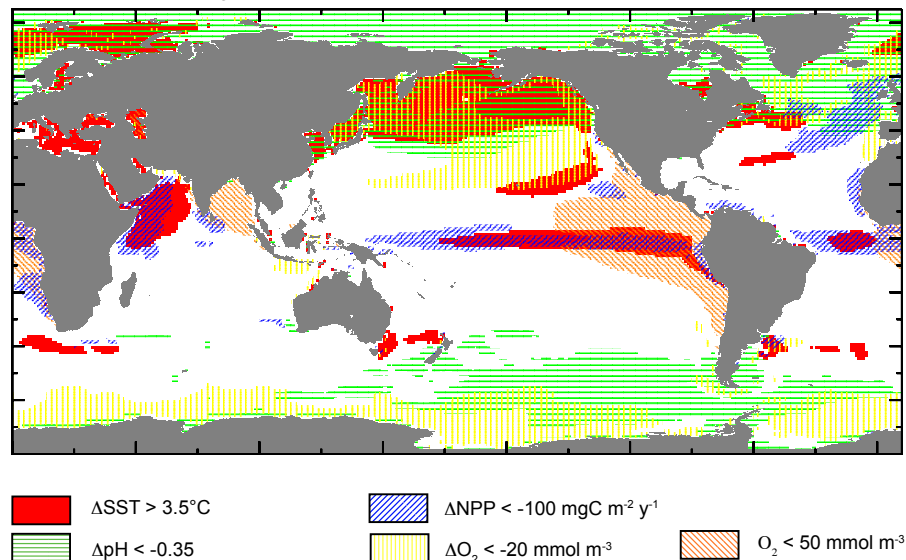 ΔSST > 3.5°C
ΔNPP < -100 mgC m⁻² y⁻¹
ΔpH < -0.35
ΔO₂ < -20 mmol m⁻³
O₂ < 50 mmol m⁻³